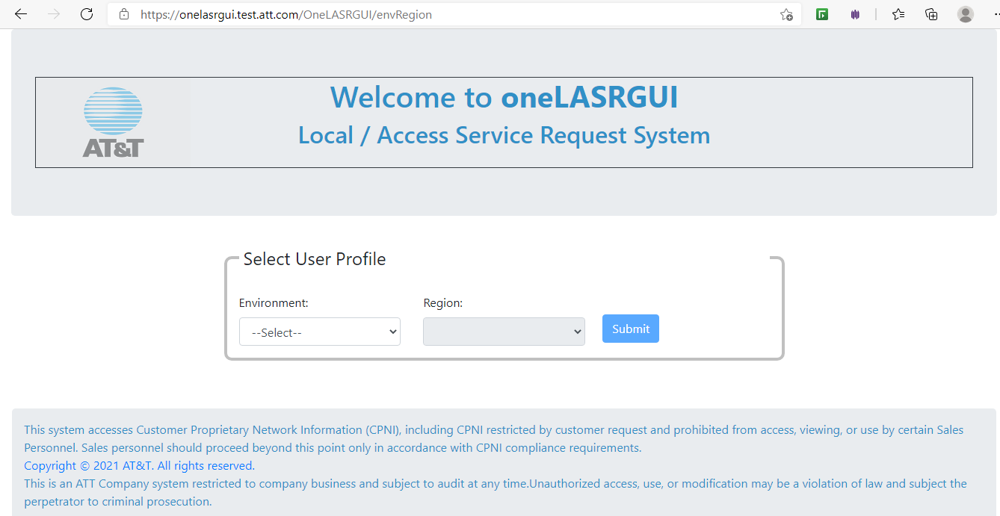 https://onelasrgui.test.att.com/OneLASRGUI/envRegion
Welcome to oneLASRGUI
Local / Access Service Request System
AT&T
Select User Profile
Environment:
Region:
--Select--
Submit
This system accesses Customer Proprietary Network Information (CPNI), including CPNI restricted by customer request and prohibited from access, viewing, or use by certain Sales
Personnel. Sales personnel should proceed beyond this point only in accordance with CPNI compliance requirements.
Copyright © 2021 AT&T. All rights reserved.
This is an ATT Company system restricted to company business and subject to audit at any time.Unauthorized access, use, or modification may be a violation of law and subject the
perpetrator to criminal prosecution.